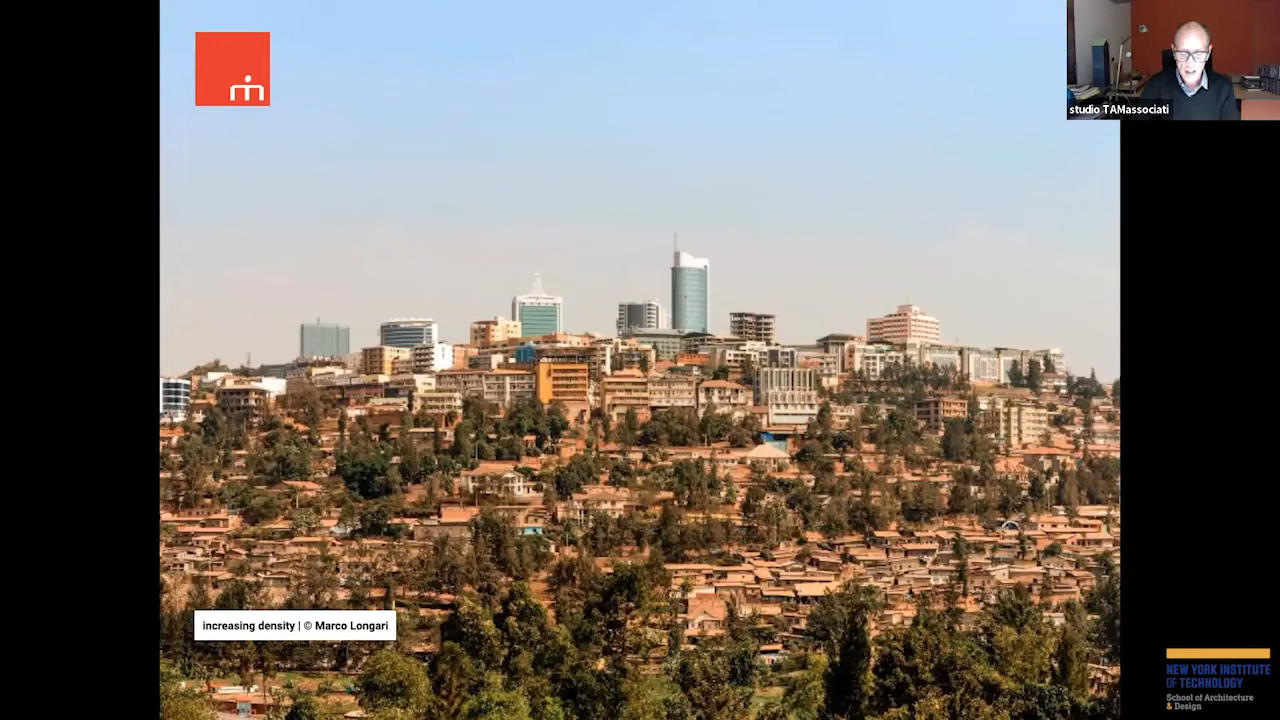 studio TAMassociati
increasing density | © Marco Longari
NEW YORK INSTITUTE
OF TECHNOLOGY
School of Architecture
& Design